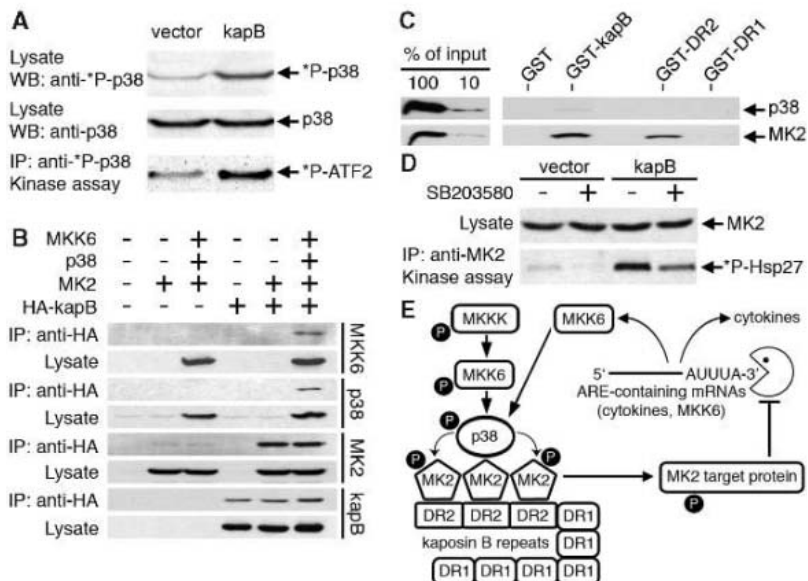 A
vector kapB
Lysate
WB: anti-*P-p38
*P-p38
Lysate
WB: anti-p38
p38
IP: anti-*P-p38
Kinase assay
*P-ATF2
B
MKK6 - - + - - +
p38 - - + - - +
MK2 - + + - + +
HA-kapB - - - + + +
IP: anti-HA
Lysate
MKK6
IP: anti-HA
Lysate
p38
IP: anti-HA
Lysate
MK2
IP: anti-HA
Lysate
kapB
C
% of input
100 10
GST
GST-kapB
GST-DR2
GST-DR1
p38
MK2
D
vector kapB
SB203580 - + - +
Lysate
MK2
IP: anti-MK2
Kinase assay
*P-Hsp27
E
P MKKK
P MKK6
MKK6
cytokines
5' AUUUA-3'
ARE-containing mRNAs
(cytokines, MKK6)
P
p38
P P
MK2 MK2 MK2
MK2 target protein
P
DR2 DR2 DR2 DR1
kaposin B repeats DR1
DR1 DR1 DR1 DR1